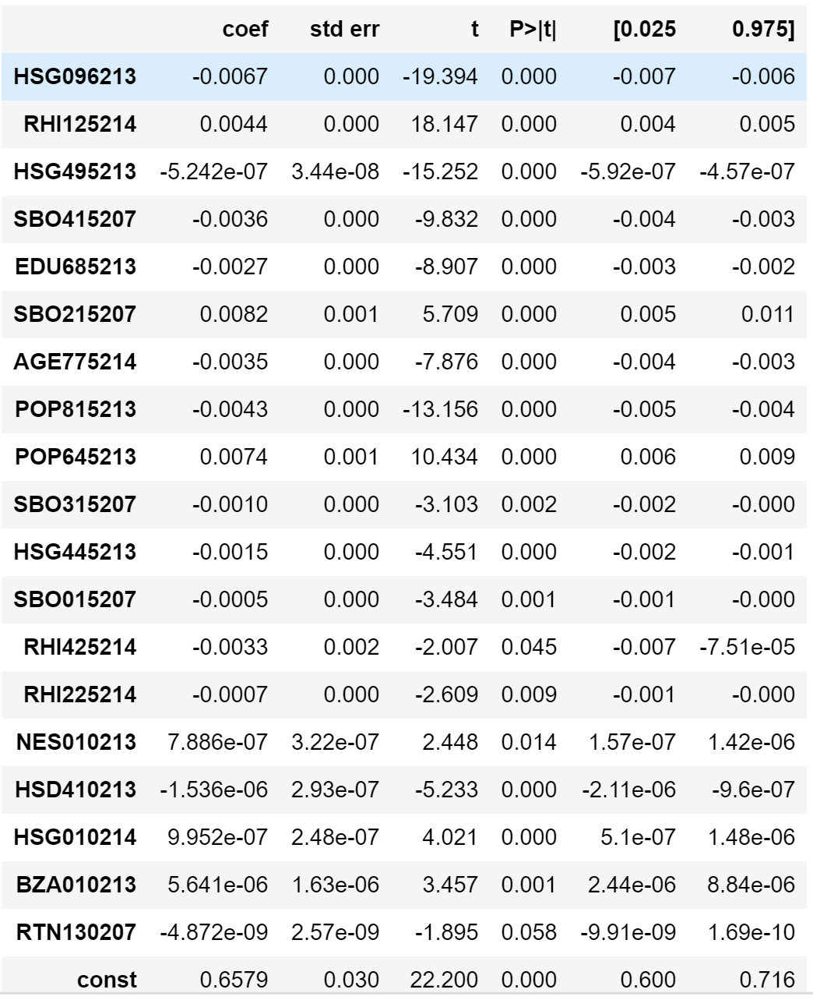 coef std err t P>|t| [0.025 0.975]
HSG096213 -0.0067 0.000 -19.394 0.000 -0.007 -0.006
RHI125214 0.0044 0.000 18.147 0.000 0.004 0.005
HSG495213 -5.242e-07 3.44e-08 -15.252 0.000 -5.92e-07 -4.57e-07
SBO415207 -0.0036 0.000 -9.832 0.000 -0.004 -0.003
EDU685213 -0.0027 0.000 -8.907 0.000 -0.003 -0.002
SBO215207 0.0082 0.001 5.709 0.000 0.005 0.011
AGE775214 -0.0035 0.000 -7.876 0.000 -0.004 -0.003
POP815213 -0.0043 0.000 -13.156 0.000 -0.005 -0.004
POP645213 0.0074 0.001 10.434 0.000 0.006 0.009
SBO315207 -0.0010 0.000 -3.103 0.002 -0.002 -0.000
HSG445213 -0.0015 0.000 -4.551 0.000 -0.002 -0.001
SBO015207 -0.0005 0.000 -3.484 0.001 -0.001 -0.000
RHI425214 -0.0033 0.002 -2.007 0.045 -0.007 -7.51e-05
RHI225214 -0.0007 0.000 -2.609 0.009 -0.001 -0.000
NES010213 7.886e-07 3.22e-07 2.448 0.014 1.57e-07 1.42e-06
HSD410213 -1.536e-06 2.93e-07 -5.233 0.000 -2.11e-06 -9.6e-07
HSG010214 9.952e-07 2.48e-07 4.021 0.000 5.1e-07 1.48e-06
BZA010213 5.641e-06 1.63e-06 3.457 0.001 2.44e-06 8.84e-06
RTN130207 -4.872e-09 2.57e-09 -1.895 0.058 -9.91e-09 1.69e-10
const 0.6579 0.030 22.200 0.000 0.600 0.716